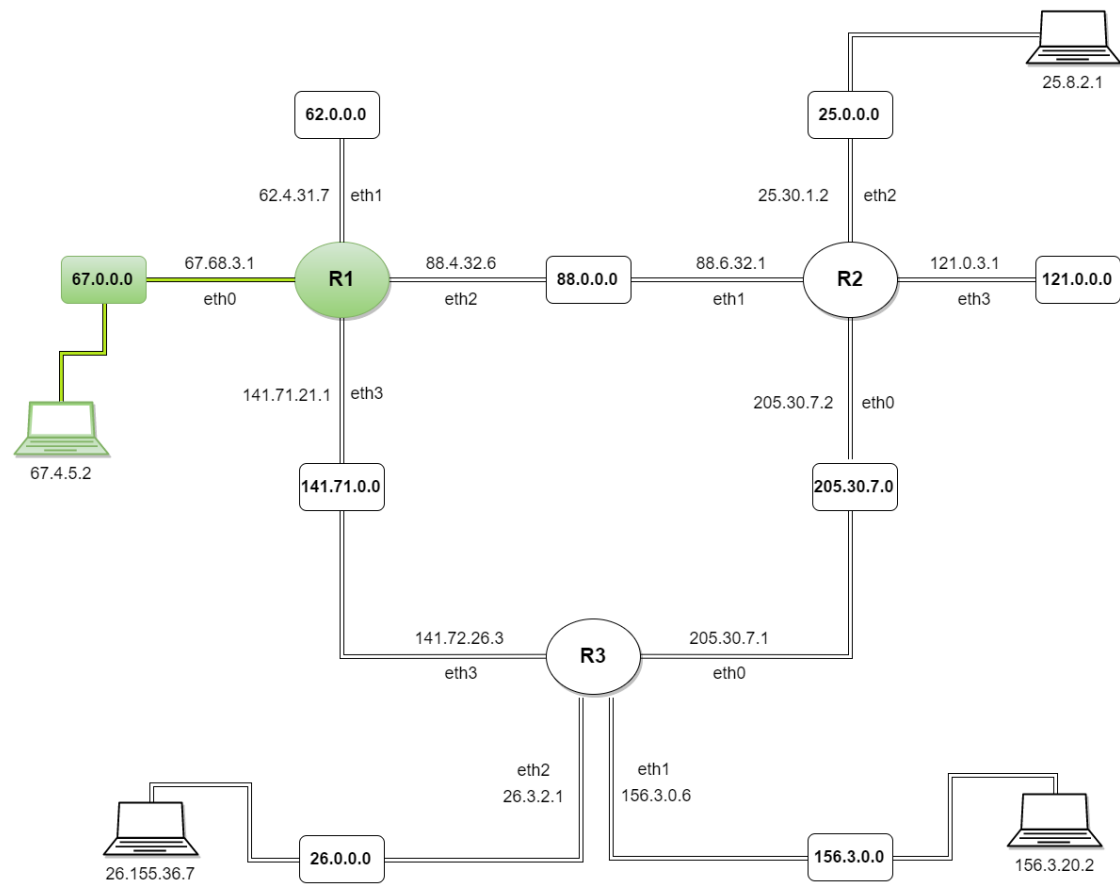 25.8.2.1
62.0.0.0
25.0.0.0
62.4.31.7
eth1
25.30.1.2
eth2
67.0.0.0
67.68.3.1
eth0
R1
88.4.32.6
eth2
88.0.0.0
88.6.32.1
eth1
R2
121.0.3.1
eth3
121.0.0.0
141.71.21.1
eth3
205.30.7.2
eth0
67.4.5.2
141.71.0.0
205.30.7.0
141.72.26.3
eth3
R3
205.30.7.1
eth0
eth2
26.3.2.1
eth1
156.3.0.6
26.155.36.7
26.0.0.0
156.3.0.0
156.3.20.2